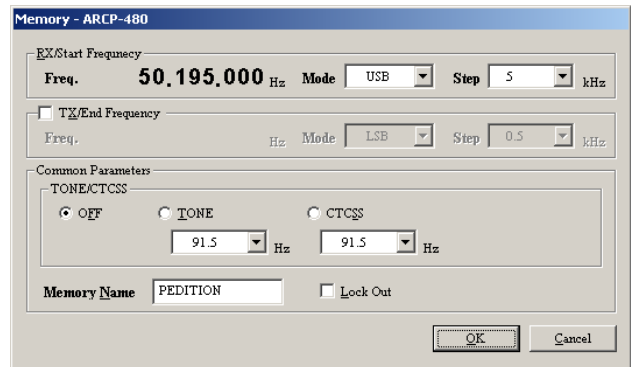 Memory - ARCP-480
RX/Start Frequnecy
Freq. 50.195.000 Hz Mode USB Step 5 kHz
TX/End Frequency
Freq. Hz Mode LSB Step 0.5 kHz
Common Parameters
TONE/CTCSS
OFF TONE CTCSS
91.5 Hz 91.5 Hz
Memory Name PEDITION Lock Out
OK Cancel